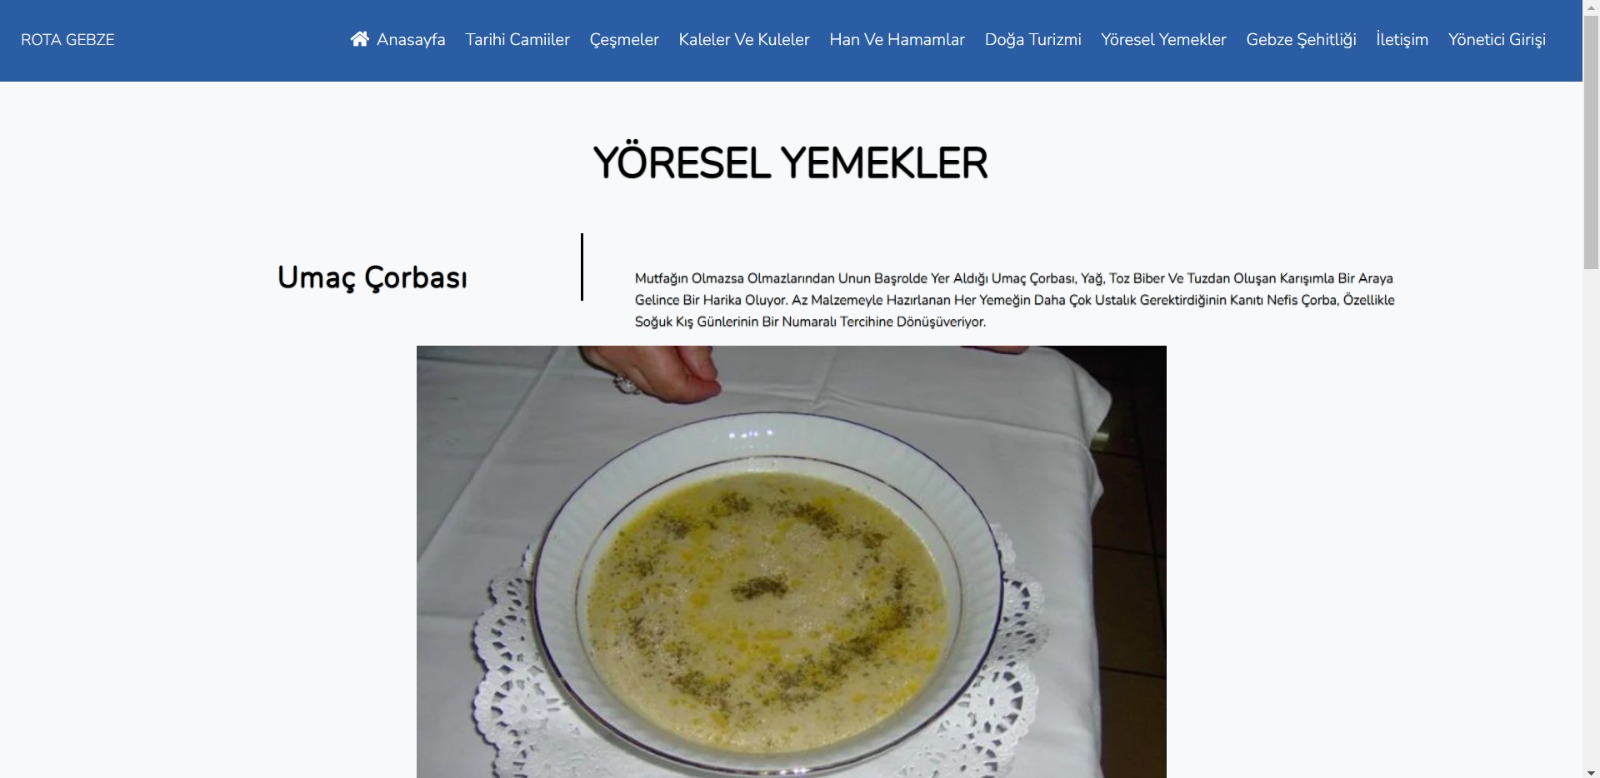 ROTA GEBZE
Anasayfa Tarihi Camiiler Çeşmeler Kaleler Ve Kuleler Han Ve Hamamlar Doğa Turizmi Yöresel Yemekler Gebze Şehitliği İletişim Yönetici Girişi
YÖRESEL YEMEKLER
Umaç Çorbası
Mutfağın Olmazsa Olmazlarından Unun Başrolde Yer Aldığı Umaç Çorbası, Yağ, Toz Biber Ve Tuzdan Oluşan Karışımla Bir Araya
Gelince Bir Harika Oluyor. Az Malzemeyle Hazırlanan Her Yemeğin Daha Çok Ustalık Gerektirdiğinin Kanıtı Nefis Çorba, Özellikle
Soğuk Kış Günlerinin Bir Numaralı Tercihine Dönüşüveriyor.